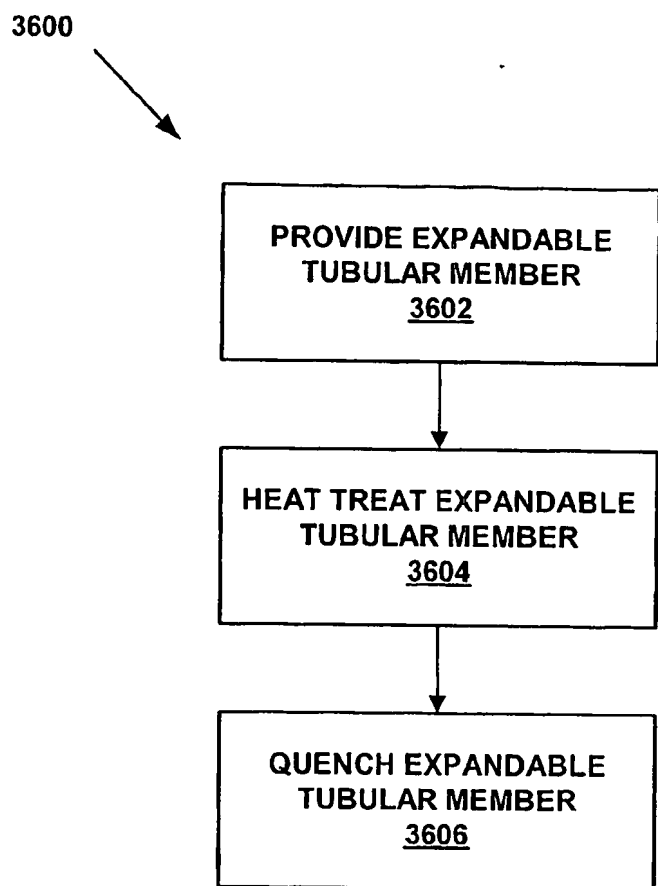 3600
PROVIDE EXPANDABLE
TUBULAR MEMBER
3602
HEAT TREAT EXPANDABLE
TUBULAR MEMBER
3604
QUENCH EXPANDABLE
TUBULAR MEMBER
3606